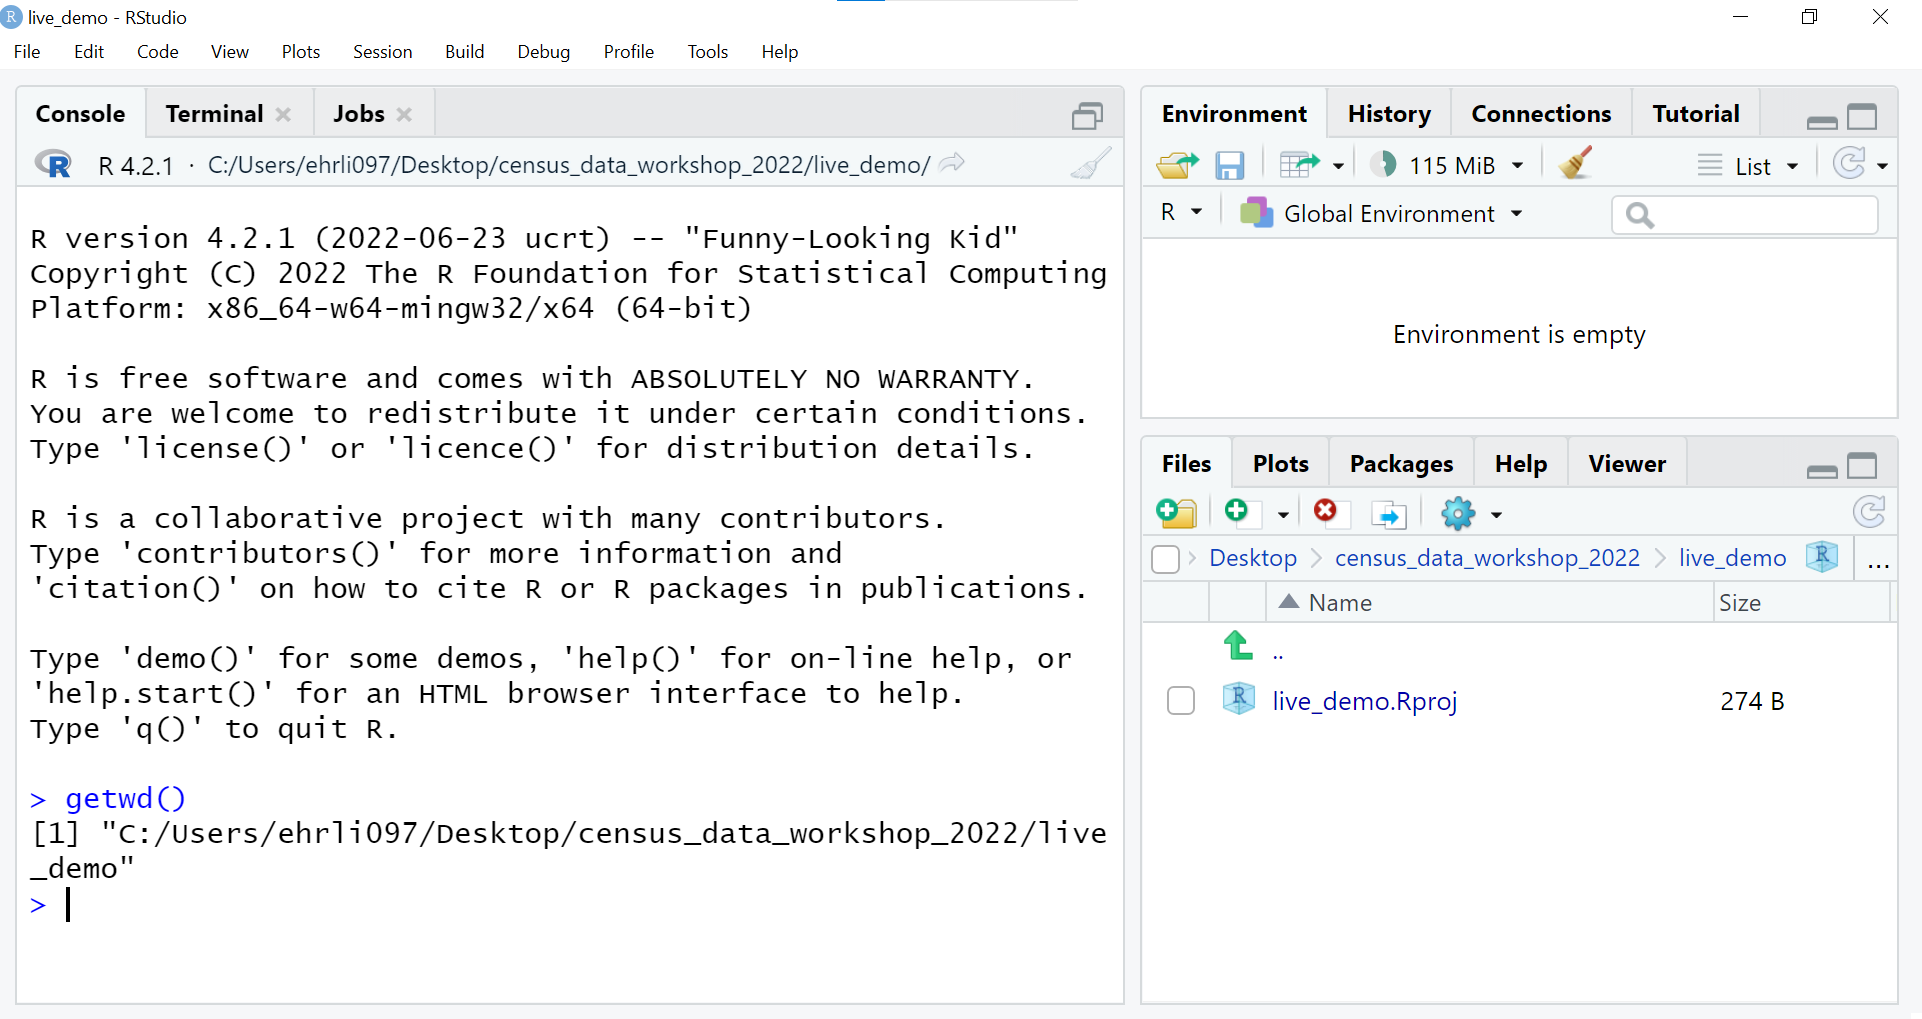 live_demo - RStudio
File Edit Code View Plots Session Build Debug Profile Tools Help
Console Terminal Jobs
R 4.2.1 · C:/Users/ehrli097/Desktop/census_data_workshop_2022/live_demo/
R version 4.2.1 (2022-06-23 ucrt) -- "Funny-Looking Kid"
Copyright (C) 2022 The R Foundation for Statistical Computing
Platform: x86_64-w64-mingw32/x64 (64-bit)
R is free software and comes with ABSOLUTELY NO WARRANTY.
You are welcome to redistribute it under certain conditions.
Type 'license()' or 'licence()' for distribution details.
R is a collaborative project with many contributors.
Type 'contributors()' for more information and
'citation()' on how to cite R or R packages in publications.
Type 'demo()' for some demos, 'help()' for on-line help, or
'help.start()' for an HTML browser interface to help.
Type 'q()' to quit R.
> getwd()
[1] "C:/Users/ehrli097/Desktop/census_data_workshop_2022/live
_demo"
>
Environment History Connections Tutorial
115 MiB List
R Global Environment
Environment is empty
Files Plots Packages Help Viewer
Desktop census_data_workshop_2022 live_demo ...
Name Size
..
live_demo.Rproj 274 B